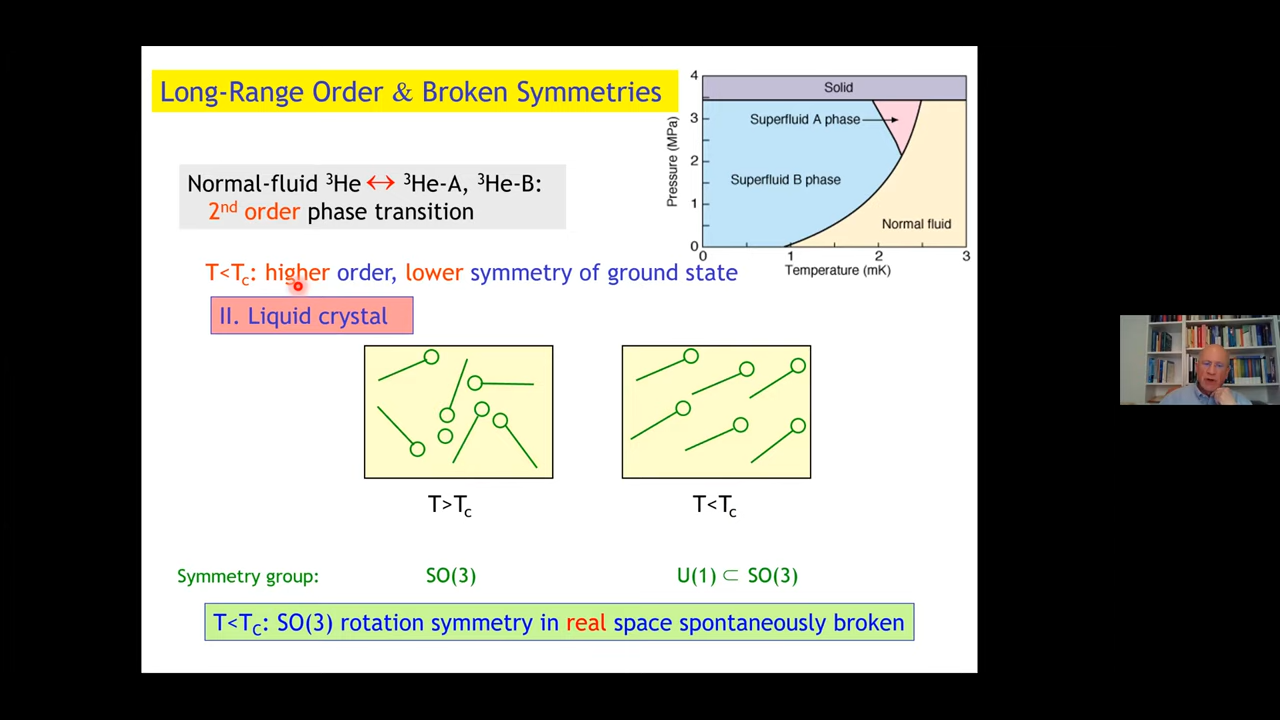 Long-Range Order & Broken Symmetries
Normal-fluid ³He ↔ ³He-A, ³He-B:
2nd order phase transition
T<Tc: higher order, lower symmetry of ground state
II. Liquid crystal
T>Tc
T<Tc
Symmetry group:
SO(3)
U(1) ⊂ SO(3)
T<TC: SO(3) rotation symmetry in real space spontaneously broken
4
3
2
1
0
Pressure (MPa)
Solid
Superfluid A phase
Superfluid B phase
Normal fluid
0
1
2
3
Temperature (mK)